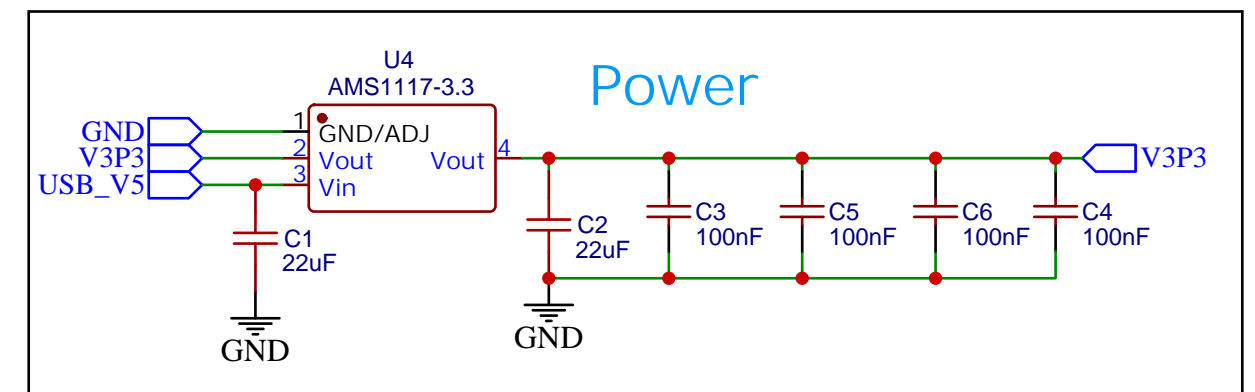 U4
AMS1117-3.3
Power
GND
V3P3
USB_V5
1
2
3
GND/ADJ
Vout
Vin
Vout
4
V3P3
C1
22uF
C2
22uF
C3
100nF
C5
100nF
C6
100nF
C4
100nF
GND
GND